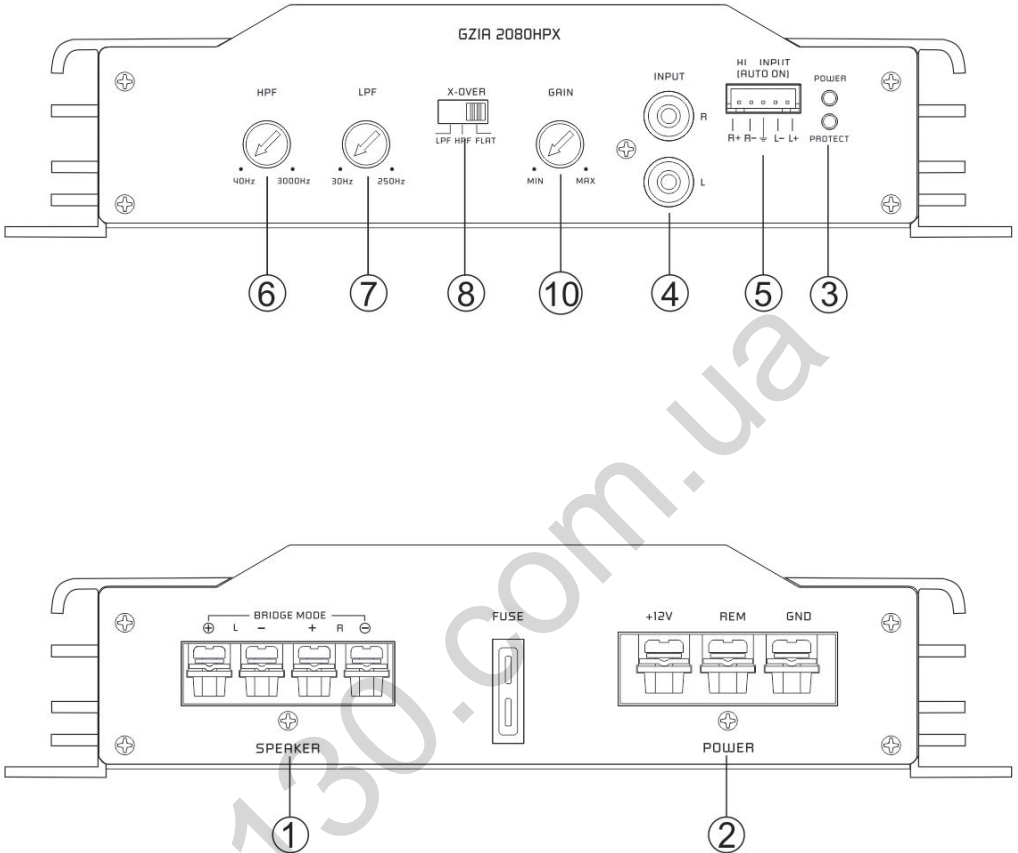 GZIA 2080HPX
HPF
LPF
X-OVER
GAIN
INPUT
HI INPUT
(AUTO ON)
POWER
40Hz 3000Hz
30Hz 250Hz
LPF HPF FLAT
MIN MAX
R
L
R+ R- ⏚ L- L+
PROTECT
6 7 8 10 4 5 3
BRIDGE MODE
⊕ L - + R ⊖
FUSE
+12V REM GND
SPEAKER
POWER
1 2
130.com.ua